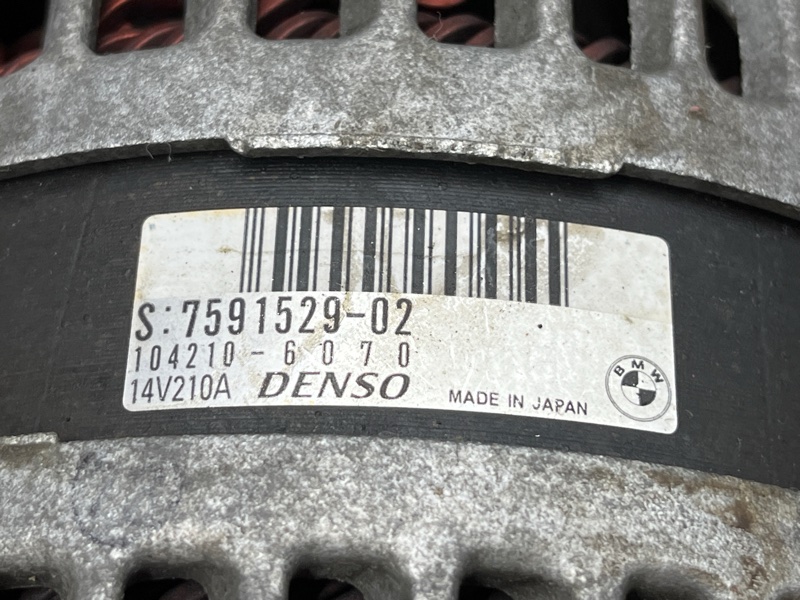 S:7591529-02
104210-6070
14V210A DENSO MADE IN JAPAN
BMW